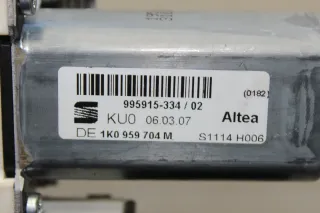 (0182)
995915-334 / 02
KU0 06.03.07 Altea
DE 1K0 959 704 M S1114 H006